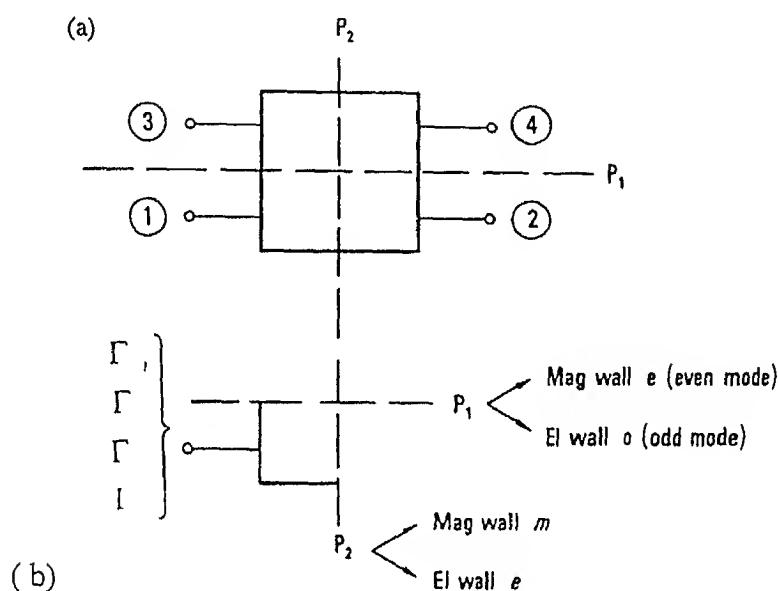 (a)
P₂
③
④
P₁
①
②
Γ,
Γ
Γ
I
P₁
Mag wall e (even mode)
El wall o (odd mode)
P₂
Mag wall m
El wall e
(b)